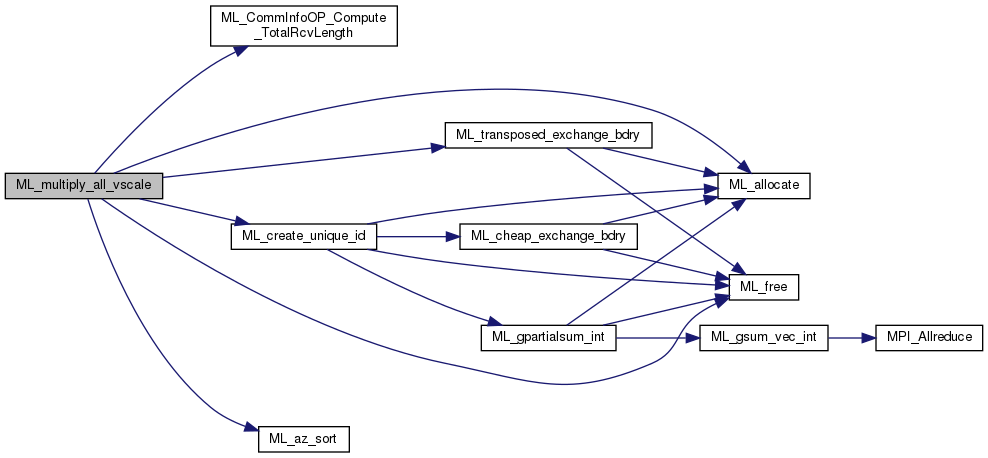 ML_CommInfoOP_Compute
_TotalRcvLength
ML_transposed_exchange_bdry
ML_multiply_all_vscale
ML_allocate
ML_create_unique_id
ML_cheap_exchange_bdry
ML_free
ML_gpartialsum_int
ML_gsum_vec_int
MPI_Allreduce
ML_az_sort